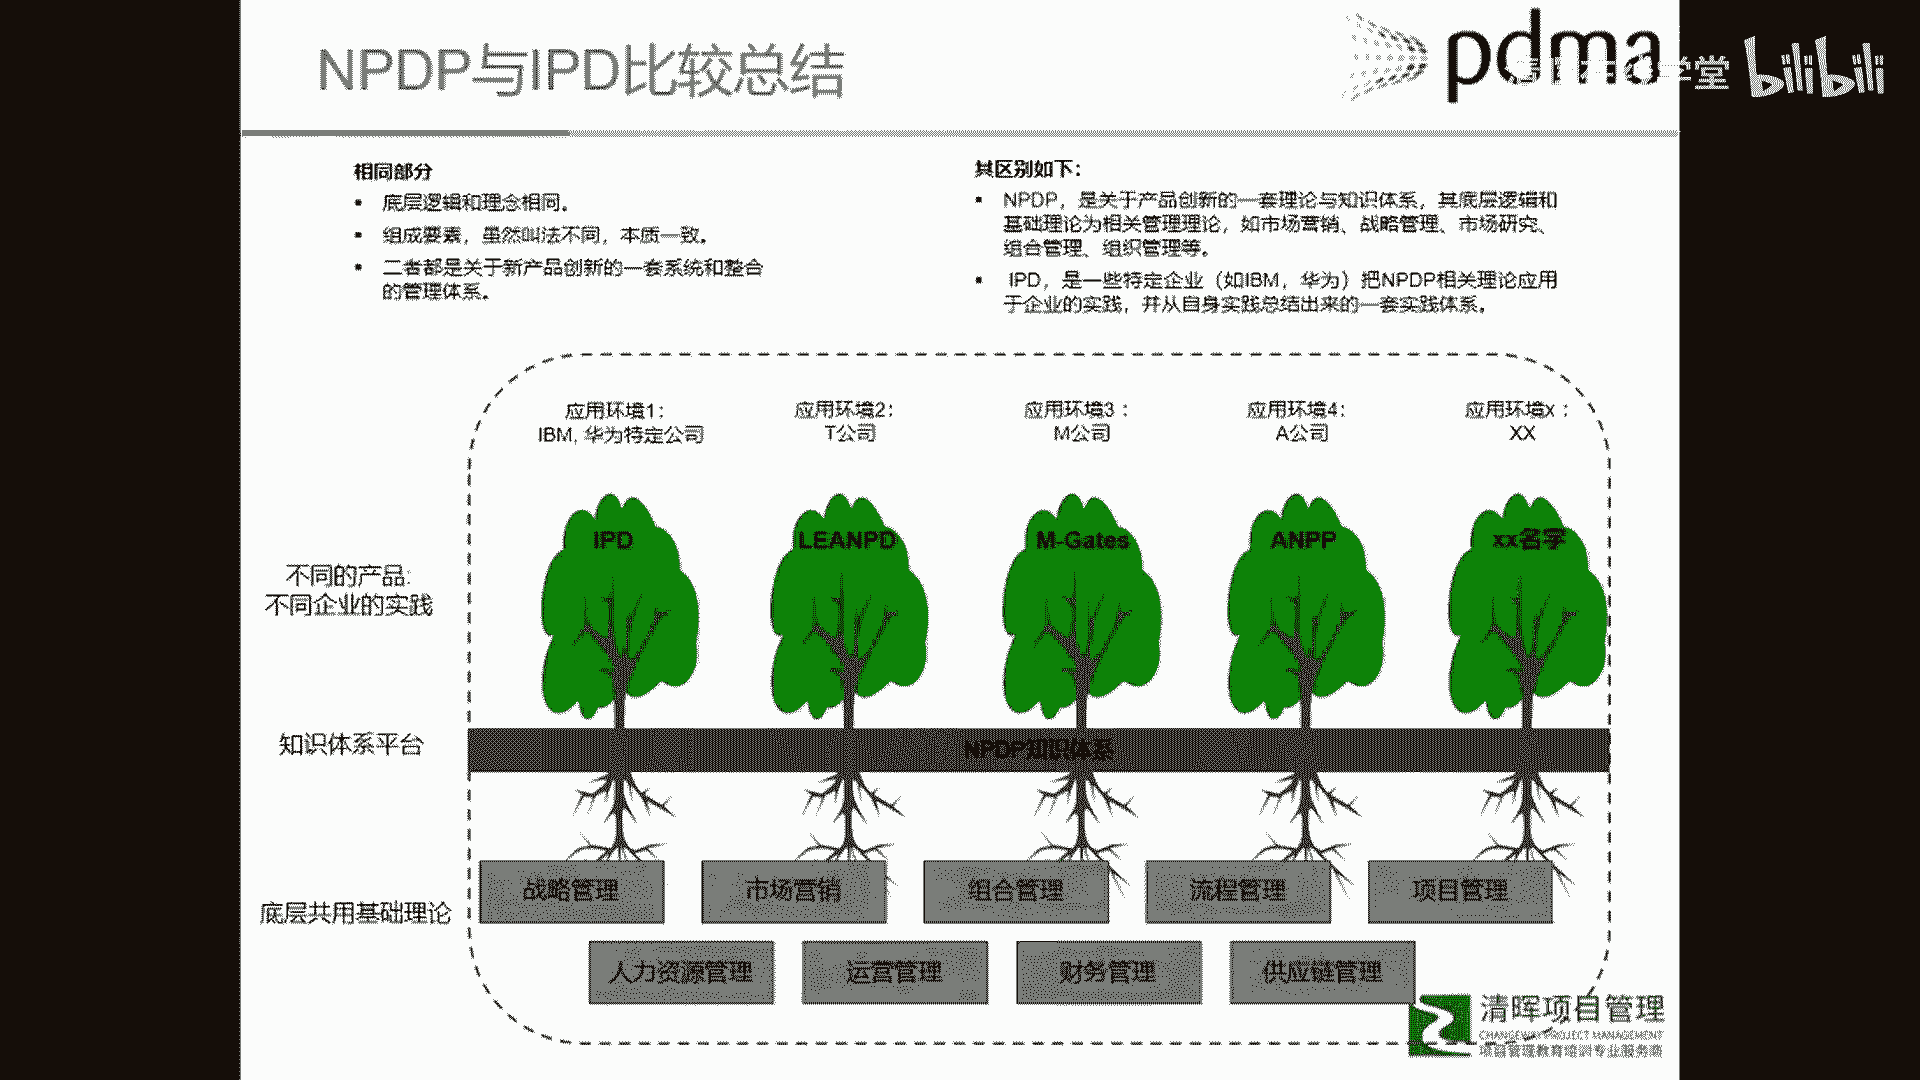 NPDP与IPD比较总结
pdma
学堂
bilibili
相同部分
▪ 底层逻辑和理念相同。
▪ 组成要素，虽然叫法不同，本质一致。
▪ 二者都是关于新产品创新的一套系统和整合
的管理体系。
其区别如下：
▪ NPDP，是关于产品创新的一套理论与知识体系，其底层逻辑和
基础理论为相关管理理论，如市场营销、战略管理、市场研究、
组合管理、组织管理等。
▪ IPD，是一些特定企业（如IBM，华为）把NPDP相关理论应用
于企业的实践，并从自身实践总结出来的一套实践体系。
应用环境1：
IBM, 华为特定公司
应用环境2：
T公司
应用环境3：
M公司
应用环境4：
A公司
应用环境x：
XX
IPD
LEANPD
M-Gates
ANPP
xx名字
不同的产品:
不同企业的实践
知识体系平台
NPDP知识体系
底层共用基础理论
战略管理
市场营销
组合管理
流程管理
项目管理
人力资源管理
运营管理
财务管理
供应链管理
清晖项目管理
CHANGEWAY PROJECT MANAGEMENT
项目管理教育培训专业服务商